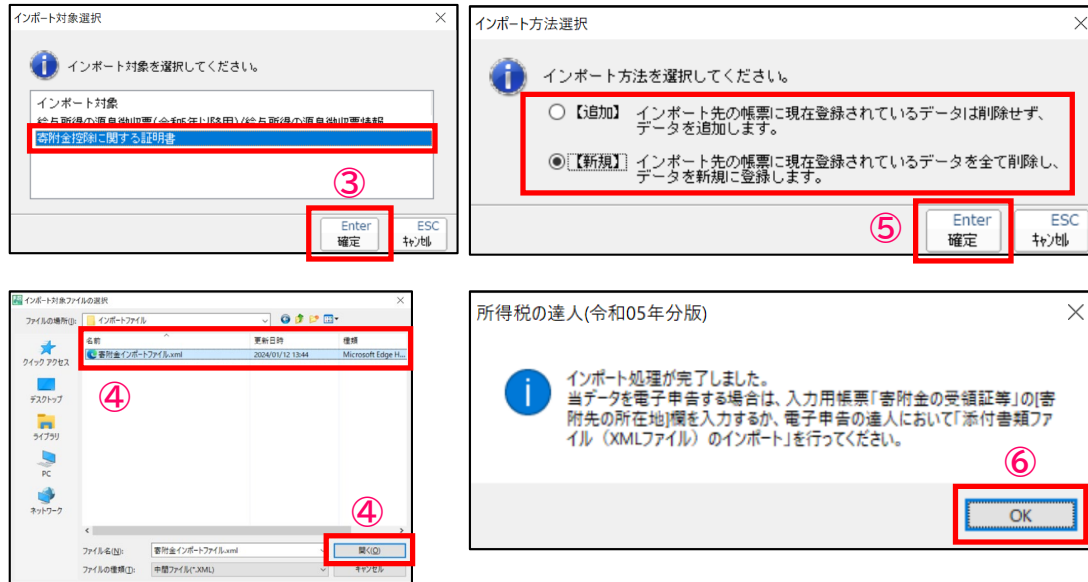 インポート対象選択
インポート対象を選択してください。
インポート対象
給与所得の源泉徴収票(令和5年以降用)/給与所得の源泉徴収票情報
寄附金控除に関する証明書
③
Enter
確定
ESC
キャンセル
インポート方法選択
インポート方法を選択してください。
【追加】 インポート先の帳票に現在登録されているデータは削除せず、
データを追加します。
【新規】 インポート先の帳票に現在登録されているデータを全て削除し、
データを新規に登録します。
⑤
Enter
確定
ESC
キャンセル
インポート対象ファイルの選択
ファイルの場所(I):
インポートファイル
名前
更新日時
種類
寄附金インポートファイル.xml
2024/01/12 13:44
Microsoft Edge H...
クイック アクセス
デスクトップ
ライブラリ
PC
ネットワーク
④
④
ファイル名(N):
寄附金インポートファイル.xml
開く(O)
ファイルの種類(T):
中間ファイル(*.XML)
キャンセル
所得税の達人(令和05年分版)
インポート処理が完了しました。
当データを電子申告する場合は、入力用帳票「寄附金の受領証等」の[寄
附先の所在地]欄を入力するか、電子申告の達人において「添付書類ファ
イル（XMLファイル）のインポート」を行ってください。
⑥
OK